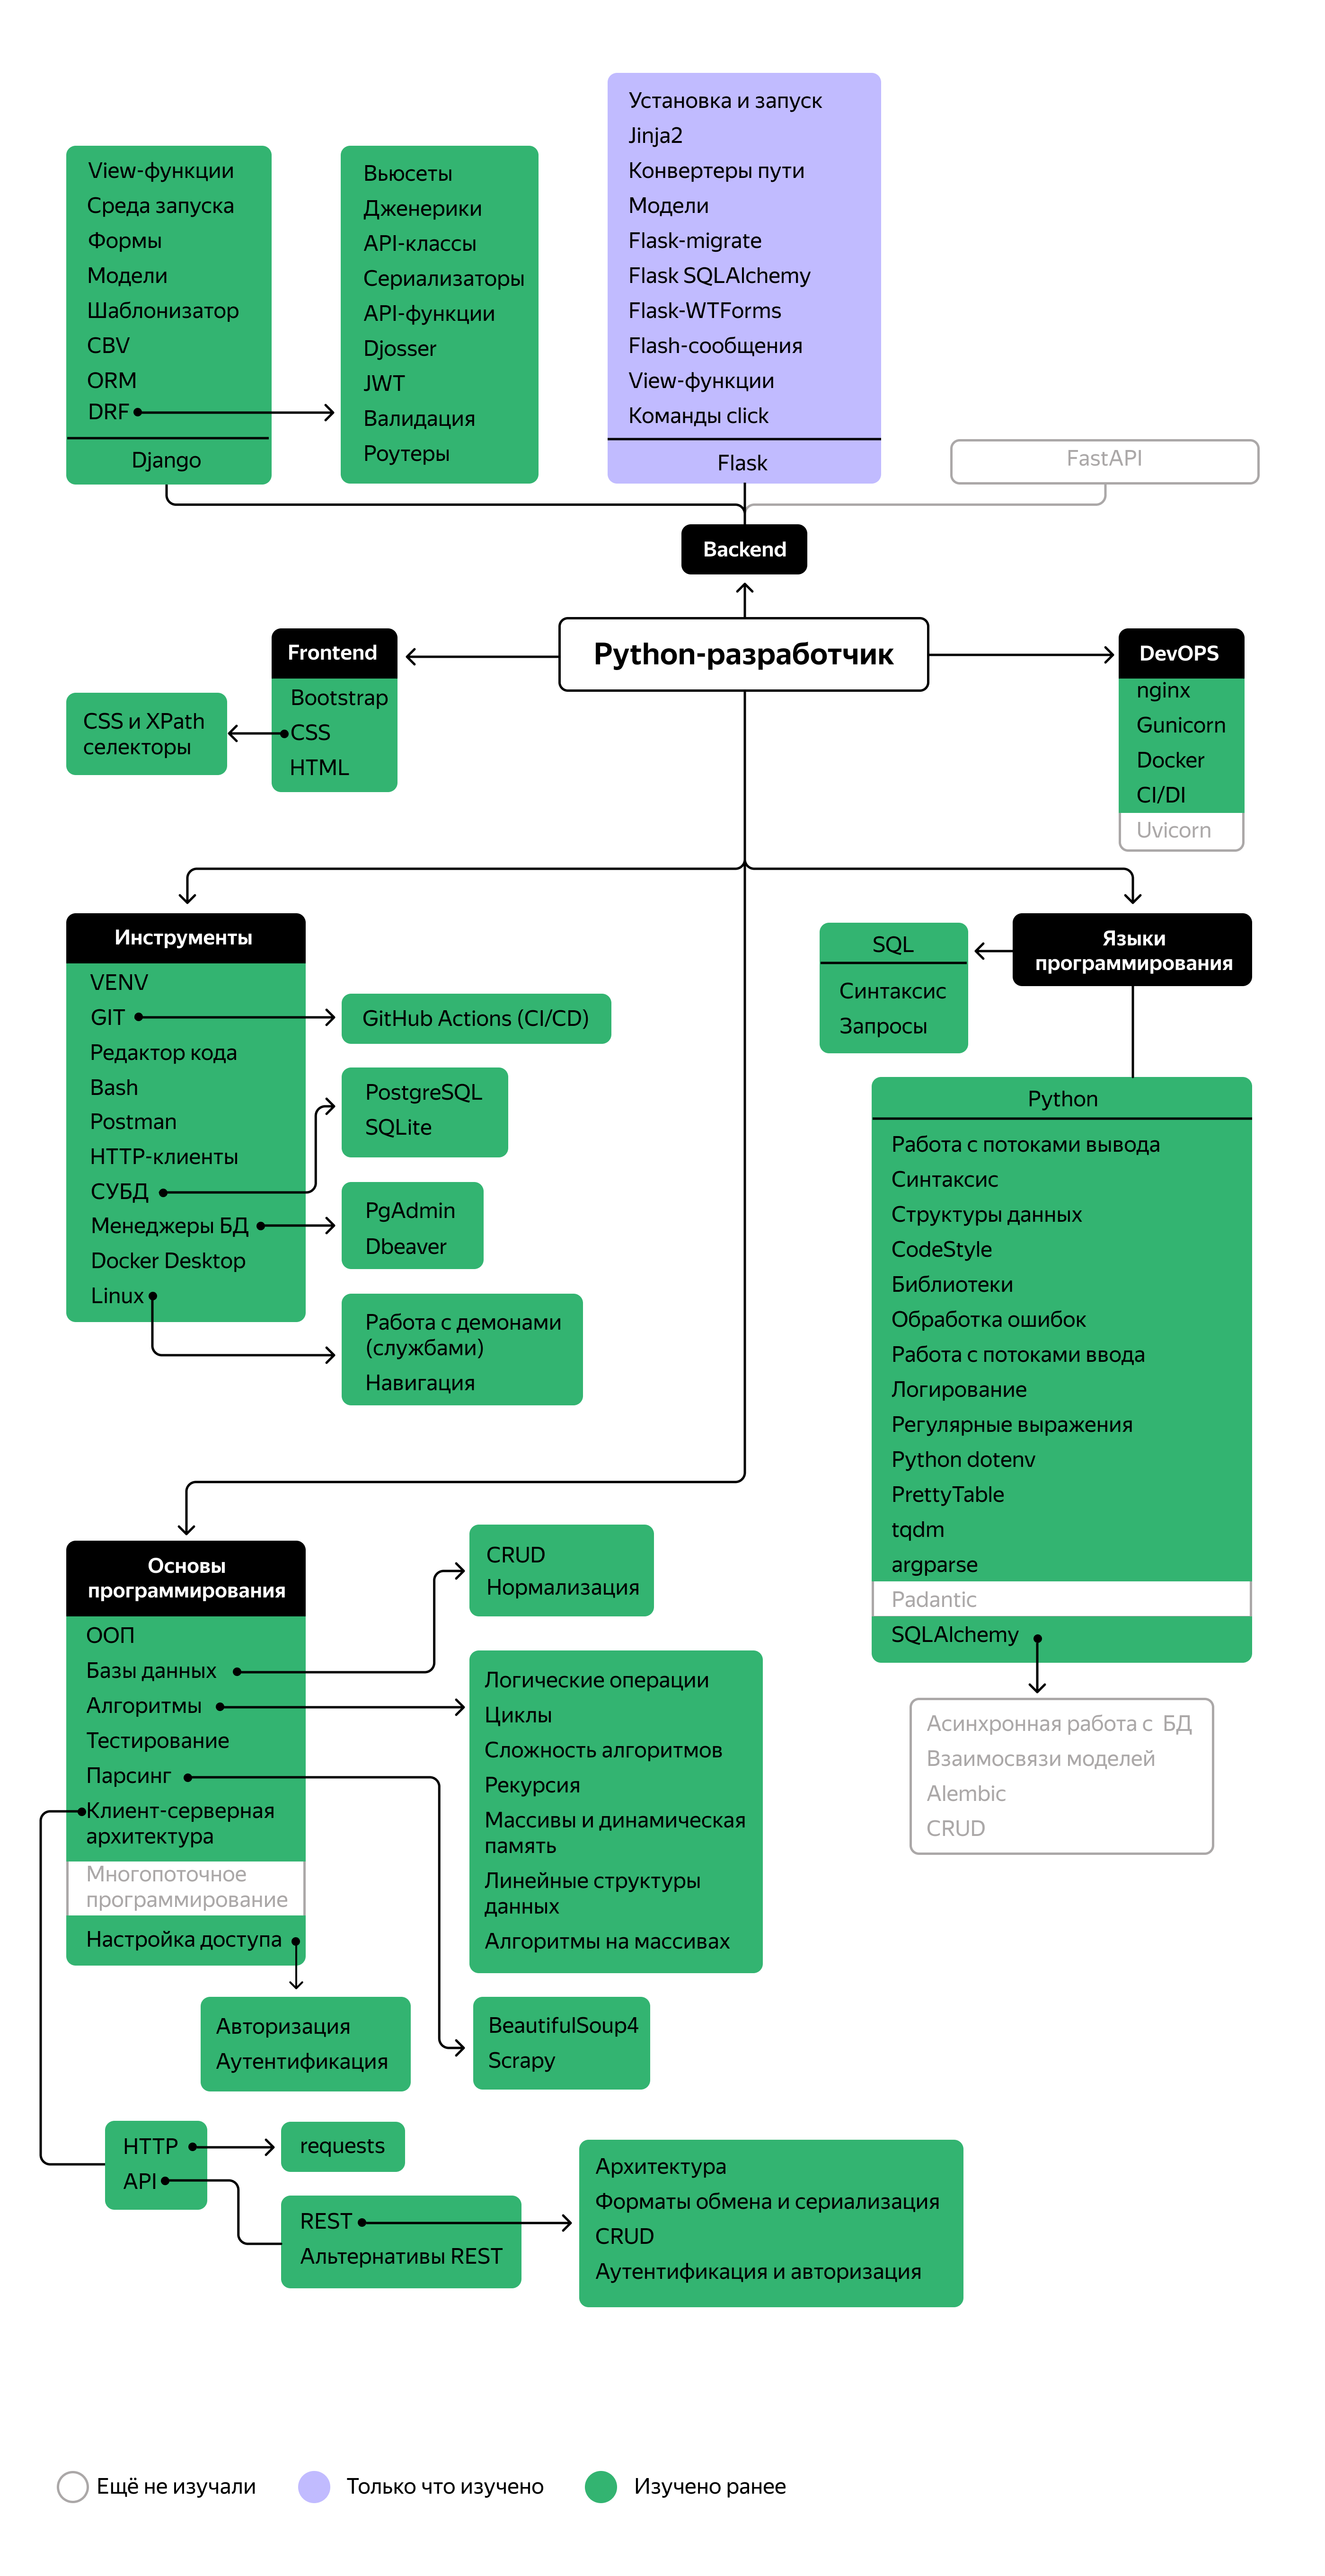 View-функции
Среда запуска
Формы
Модели
Шаблонизатор
CBV
ORM
DRF
Django
Вьюсеты
Дженерики
API-классы
Сериализаторы
API-функции
Djosser
JWT
Валидация
Роутеры
Установка и запуск
Jinja2
Конвертеры пути
Модели
Flask-migrate
Flask SQLAlchemy
Flask-WTForms
Flash-сообщения
View-функции
Команды click
Flask
FastAPI
Backend
Python-разработчик
Frontend
Bootstrap
CSS
HTML
CSS и XPath
селекторы
DevOPS
nginx
Gunicorn
Docker
CI/DI
Uvicorn
Инструменты
VENV
GIT
Редактор кода
Bash
Postman
HTTP-клиенты
СУБД
Менеджеры БД
Docker Desktop
Linux
GitHub Actions (CI/CD)
PostgreSQL
SQLite
PgAdmin
Dbeaver
Работа с демонами
(службами)
Навигация
Языки
программирования
SQL
Синтаксис
Запросы
Python
Работа с потоками вывода
Синтаксис
Структуры данных
CodeStyle
Библиотеки
Обработка ошибок
Работа с потоками ввода
Логирование
Регулярные выражения
Python dotenv
PrettyTable
tqdm
argparse
Padantic
SQLAlchemy
Асинхронная работа с БД
Взаимосвязи моделей
Alembic
CRUD
Основы
программирования
ООП
Базы данных
Алгоритмы
Тестирование
Парсинг
Клиент-серверная
архитектура
Многопоточное
программирование
Настройка доступа
CRUD
Нормализация
Логические операции
Циклы
Сложность алгоритмов
Рекурсия
Массивы и динамическая
память
Линейные структуры
данных
Алгоритмы на массивах
Авторизация
Аутентификация
BeautifulSoup4
Scrapy
HTTP
API
requests
REST
Альтернативы REST
Архитектура
Форматы обмена и сериализация
CRUD
Аутентификация и авторизация
Ещё не изучали
Только что изучено
Изучено ранее